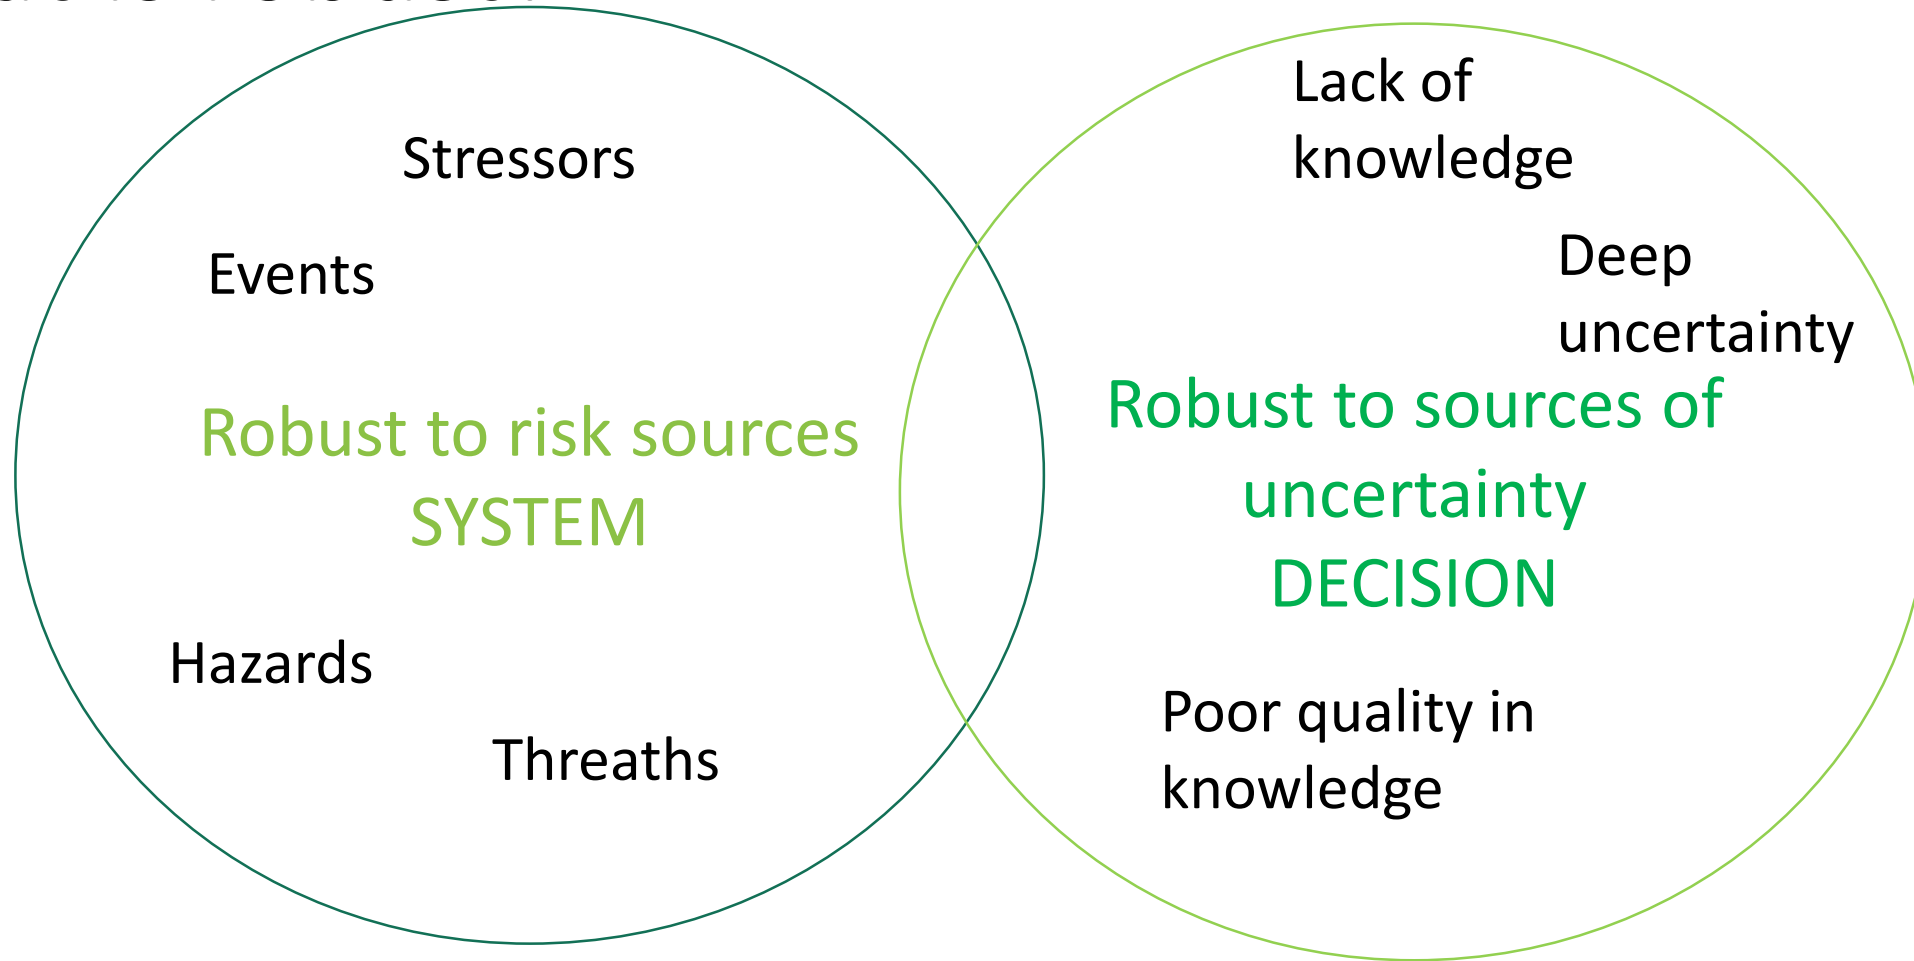 Stressors
Events
Robust to risk sources
SYSTEM
Hazards
Threaths
Lack of
knowledge
Deep
uncertainty
Robust to sources of
uncertainty
DECISION
Poor quality in
knowledge